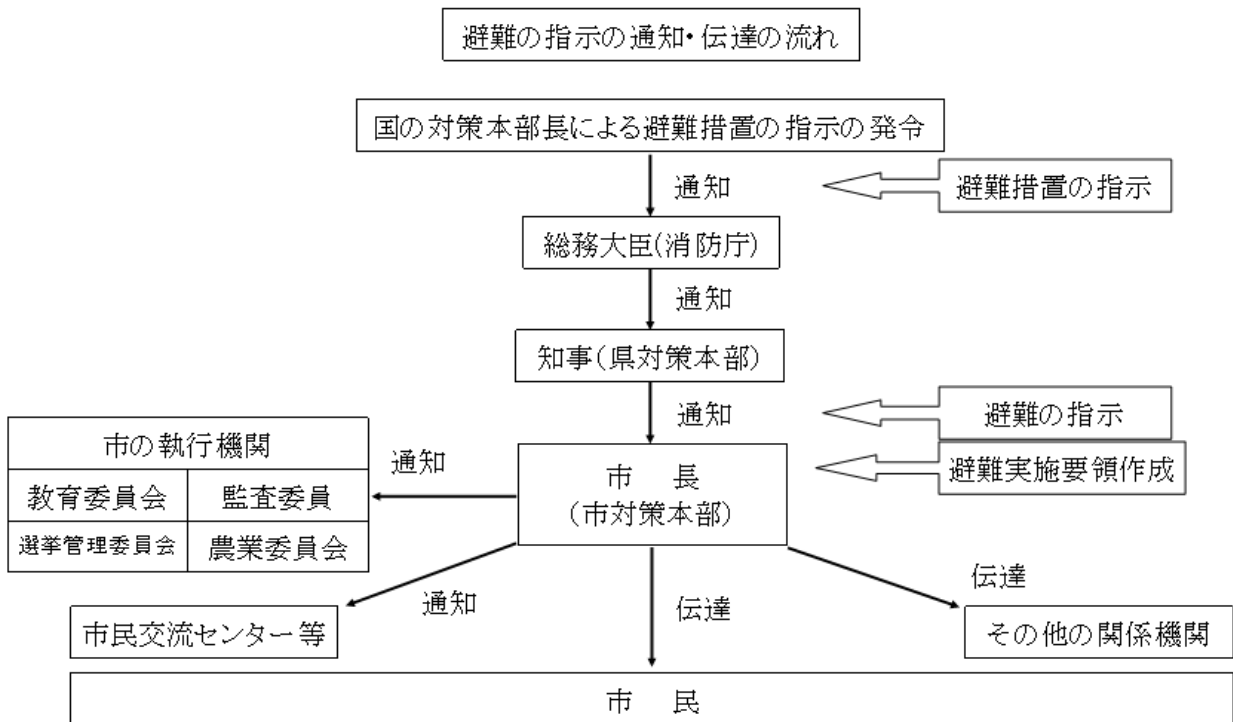 避難の指示の通知・伝達の流れ
国の対策本部長による避難措置の指示の発令
通知
避難措置の指示
総務大臣(消防庁)
通知
知事(県対策本部)
通知
避難の指示
市の執行機関
教育委員会
監査委員
選挙管理委員会
農業委員会
通知
市 長
(市対策本部)
避難実施要領作成
通知
伝達
伝達
市民交流センター等
その他の関係機関
市 民